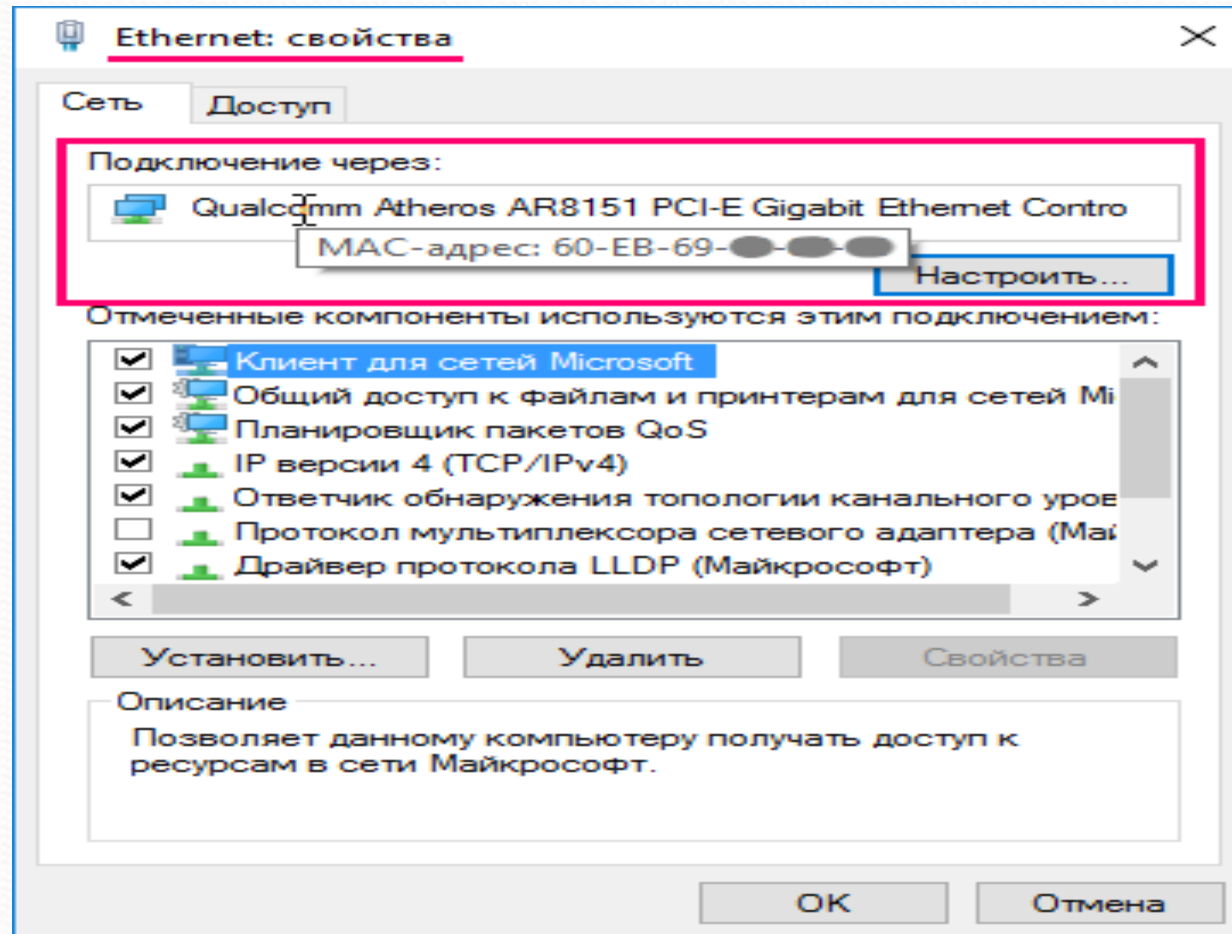 Ethernet: свойства
Сеть
Доступ
Подключение через:
Qualcomm Atheros AR8151 PCI-E Gigabit Ethernet Contro
MAC-адрес: 60-EB-69-
Настроить...
Отмеченные компоненты используются этим подключением:
Клиент для сетей Microsoft
Общий доступ к файлам и принтерам для сетей Mi
Планировщик пакетов QoS
IP версии 4 (TCP/IPv4)
Ответчик обнаружения топологии канального уров
Протокол мультиплексора сетевого адаптера (Май
Драйвер протокола LLDP (Майкрософт)
Установить...
Удалить
Свойства
Описание
Позволяет данному компьютеру получать доступ к
ресурсам в сети Майкрософт.
OK
Отмена